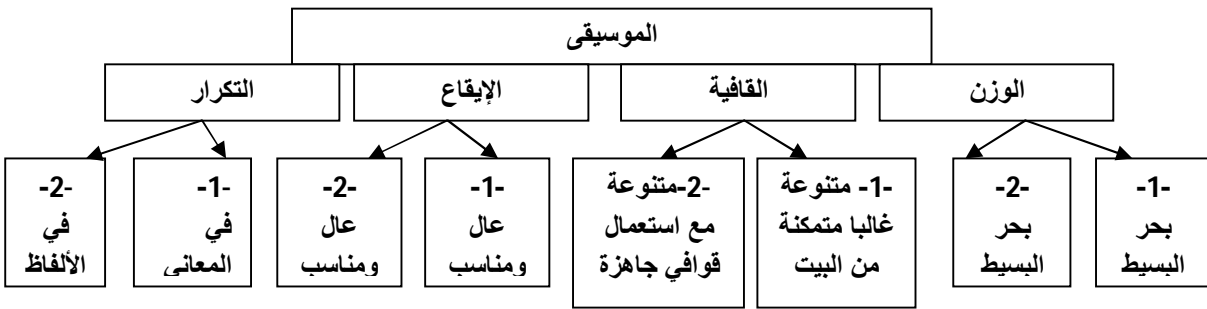 الموسيقى
الوزن
القافية
الإيقاع
التكرار
-1-
بحر
البسيط
-2-
بحر
البسيط
-1- متنوعة
غالبا متمكنة
من البيت
-2-متنوعة
مع استعمال
قوافي جاهزة
-1-
عال
ومناسب
-2-
عال
ومناسب
-1-
في
المعاني
-2-
في
الألفاظ